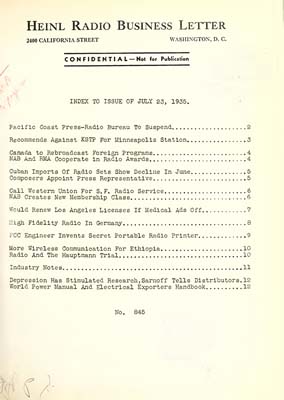 HEINL RADIO BUSINESS LETTER
2400 CALIFORNIA STREET WASHINGTON, D. C.
CONFIDENTIAL—Not for Publication
INDEX TO ISSUE OF JULY 23, 1935.
Pacific Coast Press-Radio Bureau To Suspend....................2
Recommends Against KSTP For Minneapolis Station................3
Canada to Rebroadcast Foreign Programs.........................4
NAB And RMA Cooperate in Radio Awards..........................4
Cuban Imports Of Radio Sets Show Decline In June...............5
Composers Appoint Press Representative.........................5
Call Western Union For S.F. Radio Service......................6
NAB Creates New Membership Class...............................6
Would Renew Los Angeles Licenses If Medical Ads Off............7
High Fidelity Radio In Germany.................................8
FCC Engineer Invents Secret Portable Radio Printer.............9
More Wireless Communication For Ethiopia......................10
Radio And The Hauptmann Trial.................................10
Industry Notes................................................11
Depression Has Stimulated Research,Sarnoff Tells Distributors.12
World Power Manual And Electrical Exporters Handbook..........12
No. 845